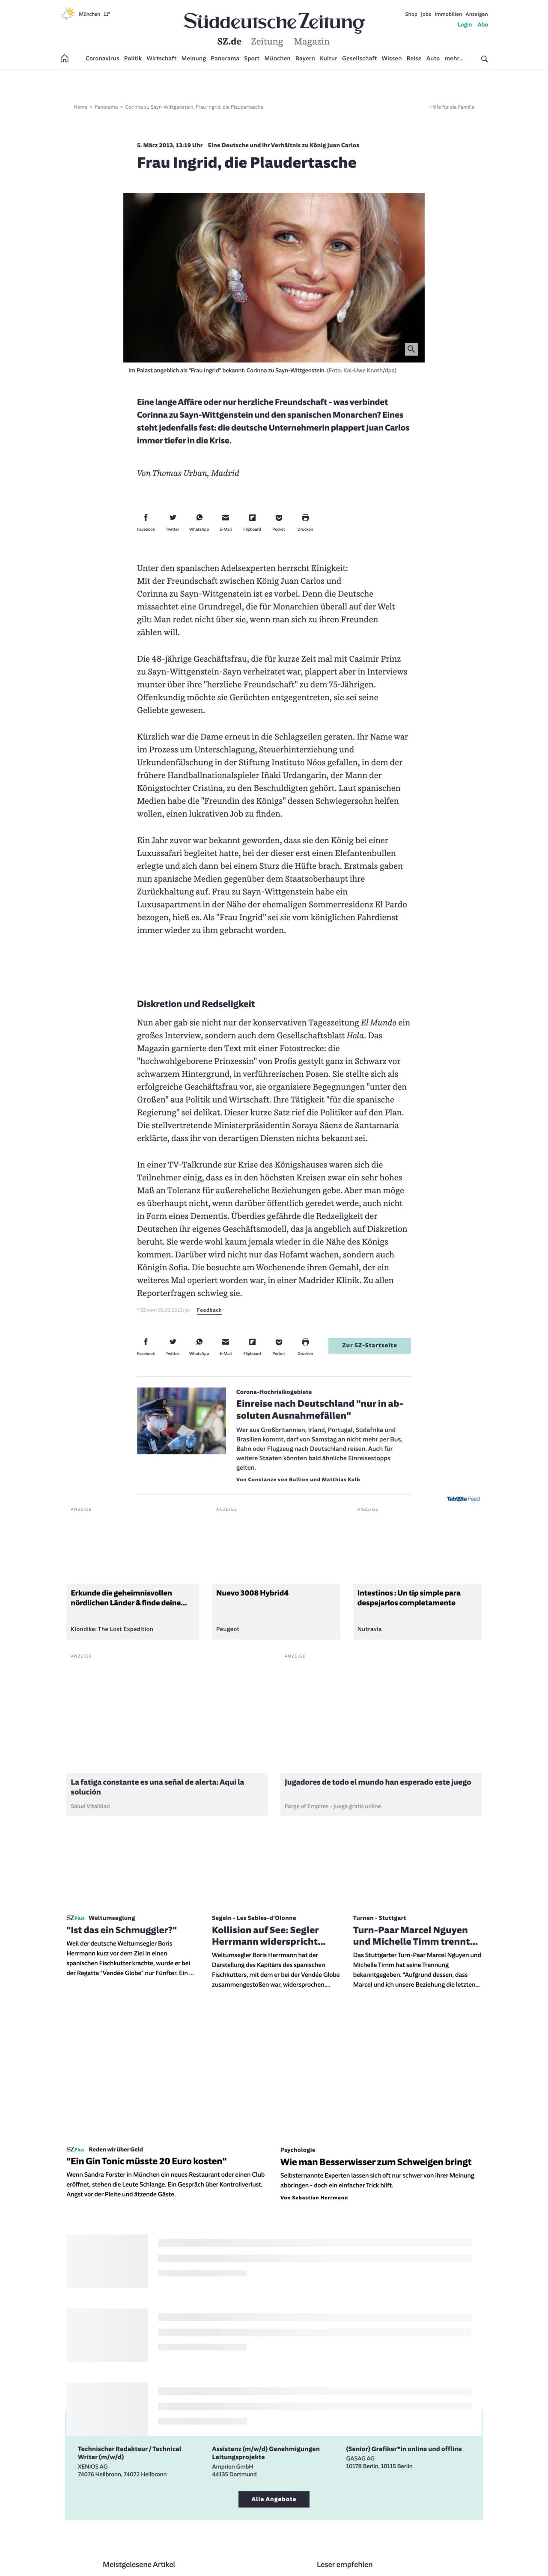 München 11°
Süddeutsche Zeitung
Shop Jobs Immobilien Anzeigen
Login Abo
SZ.de Zeitung Magazin
Coronavirus Politik Wirtschaft Meinung Panorama Sport München Bayern Kultur Gesellschaft Wissen Reise Auto mehr...
Home > Panorama > Corinna zu Sayn-Wittgenstein: Frau Ingrid, die Plaudertasche
Hilfe für die Familie
5. März 2013, 13:19 Uhr Eine Deutsche und ihr Verhältnis zu König Juan Carlos
Frau Ingrid, die Plaudertasche
Im Palast angeblich als "Frau Ingrid" bekannt: Corinna zu Sayn-Wittgenstein. (Foto: Kai-Uwe Knoth/dpa)
Eine lange Affäre oder nur herzliche Freundschaft - was verbindet
Corinna zu Sayn-Wittgenstein und den spanischen Monarchen? Eines
steht jedenfalls fest: die deutsche Unternehmerin plappert Juan Carlos
immer tiefer in die Krise.
Von Thomas Urban, Madrid
Facebook Twitter WhatsApp E-Mail Flipboard Pocket Drucken
Unter den spanischen Adelsexperten herrscht Einigkeit:
Mit der Freundschaft zwischen König Juan Carlos und
Corinna zu Sayn-Wittgenstein ist es vorbei. Denn die Deutsche
missachtet eine Grundregel, die für Monarchien überall auf der Welt
gilt: Man redet nicht über sie, wenn man sich zu ihren Freunden
zählen will.
Die 48-jährige Geschäftsfrau, die für kurze Zeit mal mit Casimir Prinz
zu Sayn-Wittgenstein-Sayn verheiratet war, plappert aber in Interviews
munter über ihre "herzliche Freundschaft" zu dem 75-Jährigen.
Offenkundig möchte sie Gerüchten entgegentreten, sie sei seine
Geliebte gewesen.
Kürzlich war die Dame erneut in die Schlagzeilen geraten. Ihr Name war
im Prozess um Unterschlagung, Steuerhinterziehung und
Urkundenfälschung in der Stiftung Instituto Nóos gefallen, in dem der
frühere Handballnationalspieler Iñaki Urdangarin, der Mann der
Königstochter Cristina, zu den Beschuldigten gehört. Laut spanischen
Medien habe die "Freundin des Königs" dessen Schwiegersohn helfen
wollen, einen lukrativen Job zu finden.
Ein Jahr zuvor war bekannt geworden, dass sie den König bei einer
Luxussafari begleitet hatte, bei der dieser erst einen Elefantenbullen
erlegte und sich dann bei einem Sturz die Hüfte brach. Erstmals gaben
nun spanische Medien gegenüber dem Staatsoberhaupt ihre
Zurückhaltung auf. Frau zu Sayn-Wittgenstein habe ein
Luxusapartment in der Nähe der ehemaligen Sommerresidenz El Pardo
bezogen, hieß es. Als "Frau Ingrid" sei sie vom königlichen Fahrdienst
immer wieder zu ihm gebracht worden.
Diskretion und Redseligkeit
Nun aber gab sie nicht nur der konservativen Tageszeitung El Mundo ein
großes Interview, sondern auch dem Gesellschaftsblatt Hola. Das
Magazin garnierte den Text mit einer Fotostrecke: die
"hochwohlgeborene Prinzessin" von Profis gestylt ganz in Schwarz vor
schwarzem Hintergrund, in verführerischen Posen. Sie stellte sich als
erfolgreiche Geschäftsfrau vor, sie organisiere Begegnungen "unter den
Großen" aus Politik und Wirtschaft. Ihre Tätigkeit "für die spanische
Regierung" sei delikat. Dieser kurze Satz rief die Politiker auf den Plan.
Die stellvertretende Ministerpräsidentin Soraya Sáenz de Santamaría
erklärte, dass ihr von derartigen Diensten nichts bekannt sei.
In einer TV-Talkrunde zur Krise des Königshauses waren sich die
Teilnehmer einig, dass es in den höchsten Kreisen zwar ein sehr hohes
Maß an Toleranz für außereheliche Beziehungen gebe. Aber man möge
es überhaupt nicht, wenn darüber öffentlich geredet werde, auch nicht
in Form eines Dementis. Überdies gefährde die Redseligkeit der
Deutschen ihr eigenes Geschäftsmodell, das ja angeblich auf Diskretion
beruht. Sie werde wohl kaum jemals wieder in die Nähe des Königs
kommen. Darüber wird nicht nur das Hofamt wachen, sondern auch
Königin Sofia. Die besuchte am Wochenende ihren Gemahl, der ein
weiteres Mal operiert worden war, in einer Madrider Klinik. Zu allen
Reporterfragen schwieg sie.
© SZ vom 05.03.2013/jst Feedback
Facebook Twitter WhatsApp E-Mail Flipboard Pocket Drucken
Zur SZ-Startseite
Corona-Hochrisikogebiete
Einreise nach Deutschland "nur in ab-
soluten Ausnahmefällen"
Wer aus Großbritannien, Irland, Portugal, Südafrika und
Brasilien kommt, darf von Samstag an nicht mehr per Bus,
Bahn oder Flugzeug nach Deutschland reisen. Auch für
weitere Staaten könnten bald ähnliche Einreisestopps
gelten.
Von Constanze von Bullion und Matthias Kolb
Taboola Feed
ANZEIGE ANZEIGE ANZEIGE
Erkunde die geheimnisvollen
nördlichen Länder & finde deine...
Klondike: The Lost Expedition
Nuevo 3008 Hybrid4
Peugeot
Intestinos : Un tip simple para
despejarlos completamente
Nutravia
ANZEIGE ANZEIGE
La fatiga constante es una señal de alerta: Aquí la
solución
Salud Vitalidad
Jugadores de todo el mundo han esperado este juego
Forge of Empires - Juega gratis online
SZPlus Weltumseglung
"Ist das ein Schmuggler?"
Weil der deutsche Weltumsegler Boris
Herrmann kurz vor dem Ziel in einen
spanischen Fischkutter krachte, wurde er bei
der Regatta "Vendée Globe" nur Fünfter. Ein ...
Segeln - Les Sables-d'Olonne
Kollision auf See: Segler
Herrmann widerspricht...
Weltumsegler Boris Herrmann hat der
Darstellung des Kapitäns des spanischen
Fischkutters, mit dem er bei der Vendée Globe
zusammengestoßen war, widersprochen....
Turnen - Stuttgart
Turn-Paar Marcel Nguyen
und Michelle Timm trennt...
Das Stuttgarter Turn-Paar Marcel Nguyen und
Michelle Timm hat seine Trennung
bekanntgegeben. "Aufgrund dessen, dass
Marcel und ich unsere Beziehung die letzten...
SZPlus Reden wir über Geld
"Ein Gin Tonic müsste 20 Euro kosten"
Wenn Sandra Forster in München ein neues Restaurant oder einen Club
eröffnet, stehen die Leute Schlange. Ein Gespräch über Kontrollverlust,
Angst vor der Pleite und ätzende Gäste.
Psychologie
Wie man Besserwisser zum Schweigen bringt
Selbsternannte Experten lassen sich oft nur schwer von ihrer Meinung
abbringen - doch ein einfacher Trick hilft.
Von Sebastian Herrmann
Technischer Redakteur / Technical
Writer (m/w/d)
XENIOS AG
74076 Heilbronn, 74072 Heilbronn
Assistenz (m/w/d) Genehmigungen
Leitungsprojekte
Amprion GmbH
44135 Dortmund
(Senior) Grafiker*in online und offline
GASAG AG
10178 Berlin, 10115 Berlin
Alle Angebote
Meistgelesene Artikel
Leser empfehlen